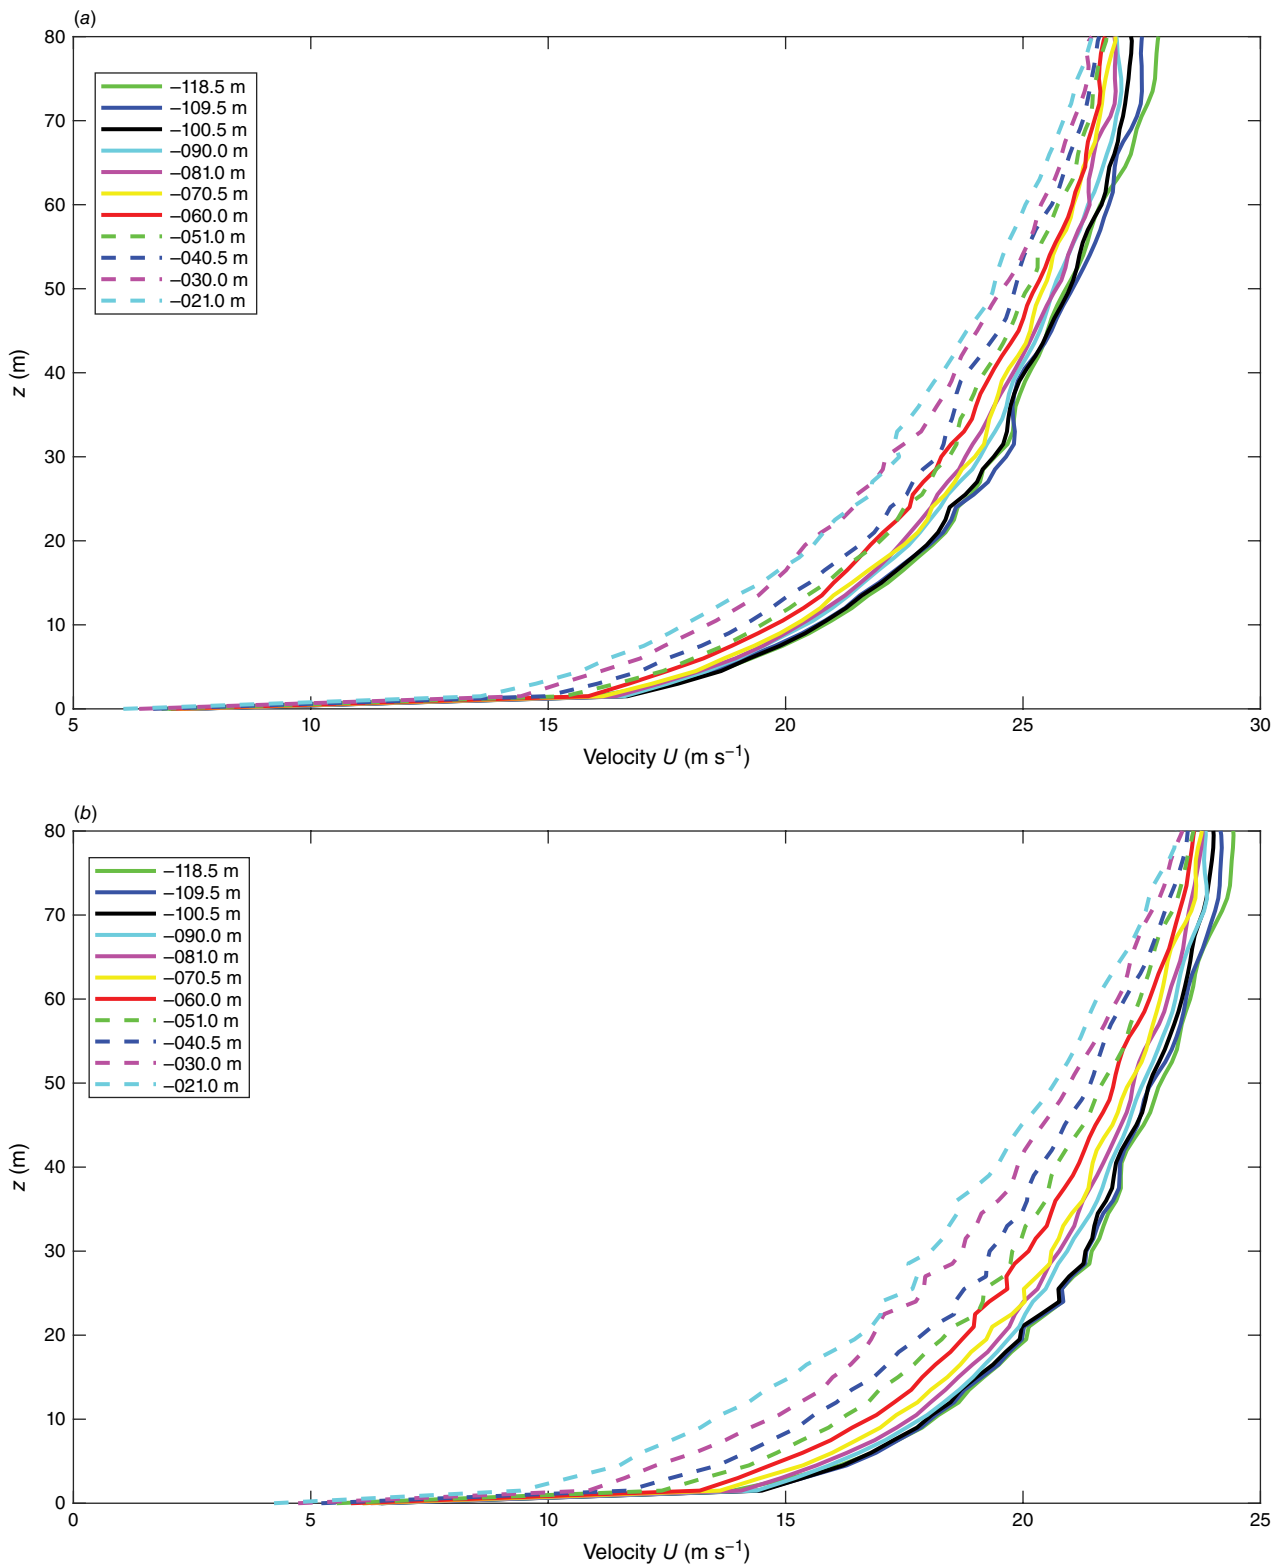 (a)
80
70
60
50
40
30
20
10
0
z (m)
–118.5 m
–109.5 m
–100.5 m
–090.0 m
–081.0 m
–070.5 m
–060.0 m
–051.0 m
–040.5 m
–030.0 m
–021.0 m
5 10 15 20 25 30
Velocity U (m s⁻¹)
(b)
80
70
60
50
40
30
20
10
0
z (m)
–118.5 m
–109.5 m
–100.5 m
–090.0 m
–081.0 m
–070.5 m
–060.0 m
–051.0 m
–040.5 m
–030.0 m
–021.0 m
0 5 10 15 20 25
Velocity U (m s⁻¹)